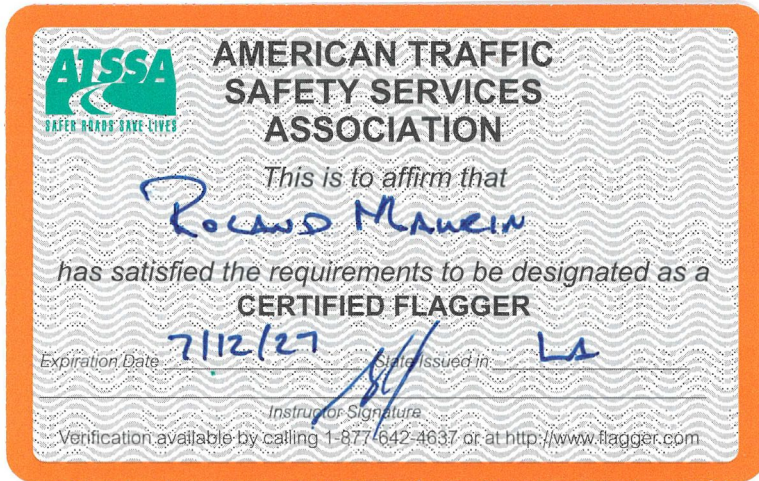 ATSSA
SAFER ROADS SAVE LIVES
AMERICAN TRAFFIC
SAFETY SERVICES
ASSOCIATION
This is to affirm that
ROLAND MAURIN
has satisfied the requirements to be designated as a
CERTIFIED FLAGGER
Expiration Date 7/12/27 State Issued in LA
Instructor Signature
Verification available by calling 1-877-642-4637 or at http://www.flagger.com